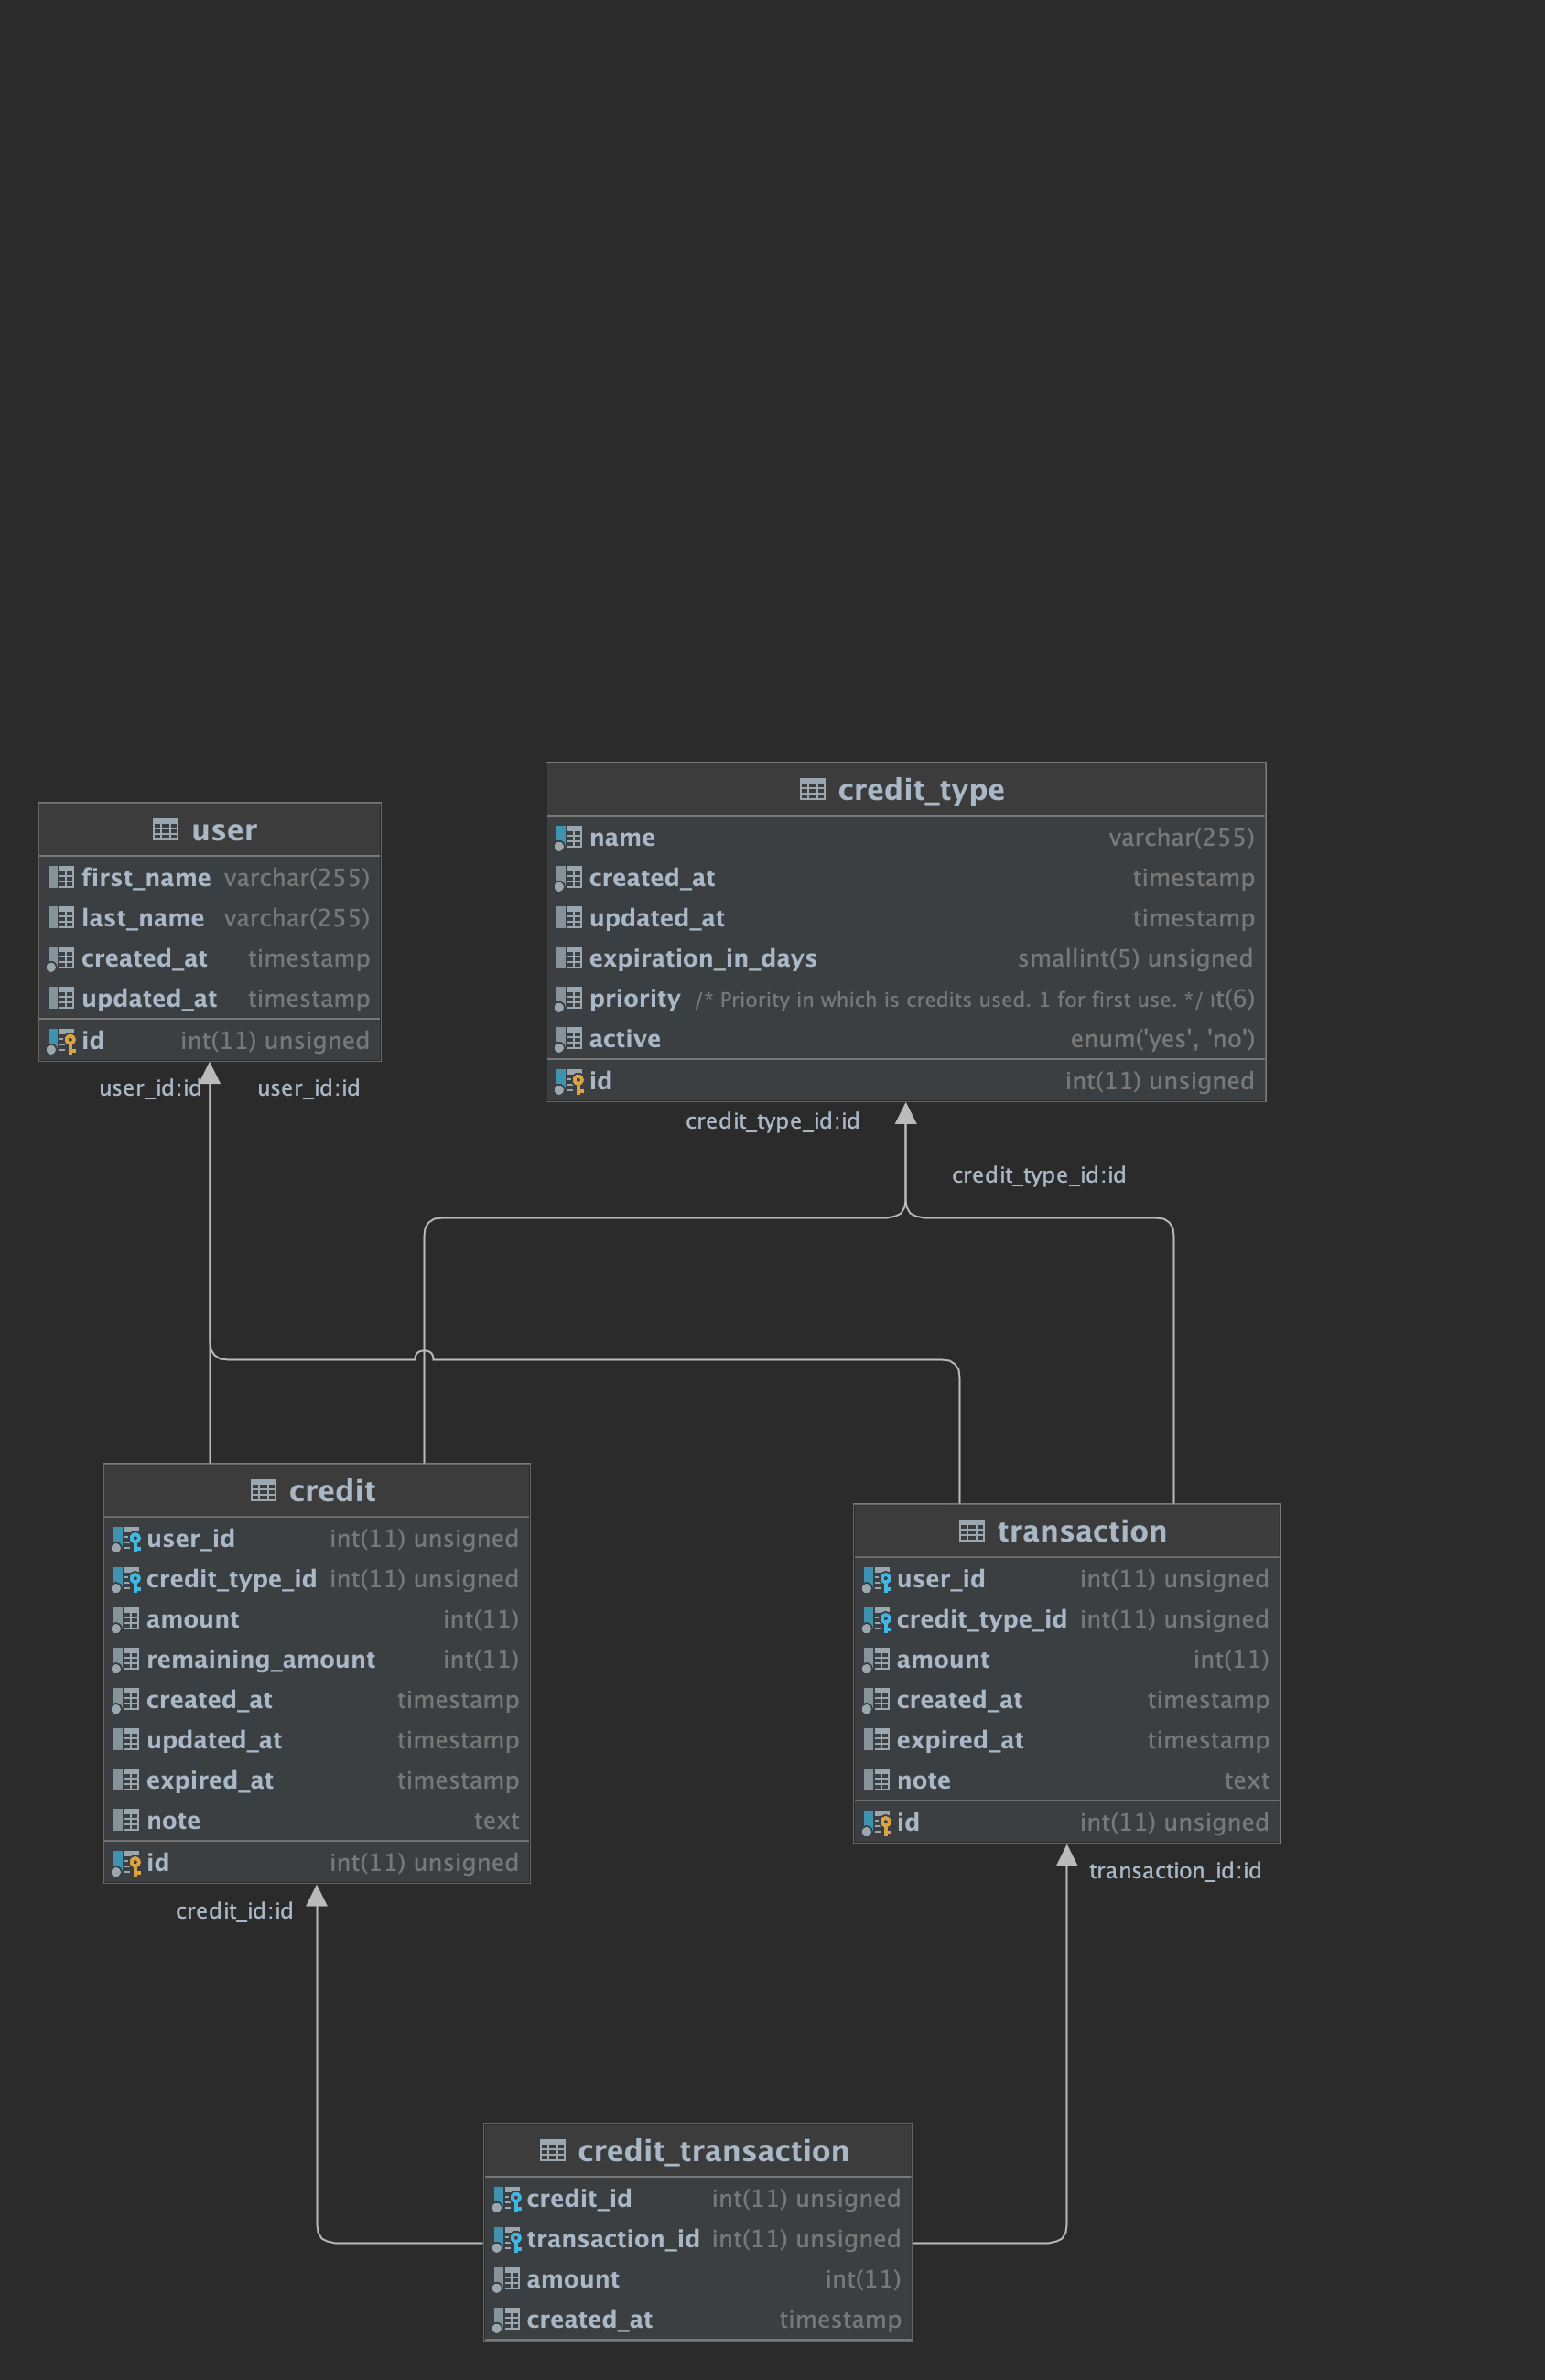 user
first_name varchar(255)
last_name varchar(255)
created_at timestamp
updated_at timestamp
id int(11) unsigned
credit_type
name varchar(255)
created_at timestamp
updated_at timestamp
expiration_in_days smallint(5) unsigned
priority /* Priority in which is credits used. 1 for first use. */ ıt(6)
active enum('yes', 'no')
id int(11) unsigned
user_id:id user_id:id
credit_type_id:id
credit_type_id:id
credit
user_id int(11) unsigned
credit_type_id int(11) unsigned
amount int(11)
remaining_amount int(11)
created_at timestamp
updated_at timestamp
expired_at timestamp
note text
id int(11) unsigned
transaction
user_id int(11) unsigned
credit_type_id int(11) unsigned
amount int(11)
created_at timestamp
expired_at timestamp
note text
id int(11) unsigned
credit_id:id
transaction_id:id
credit_transaction
credit_id int(11) unsigned
transaction_id int(11) unsigned
amount int(11)
created_at timestamp